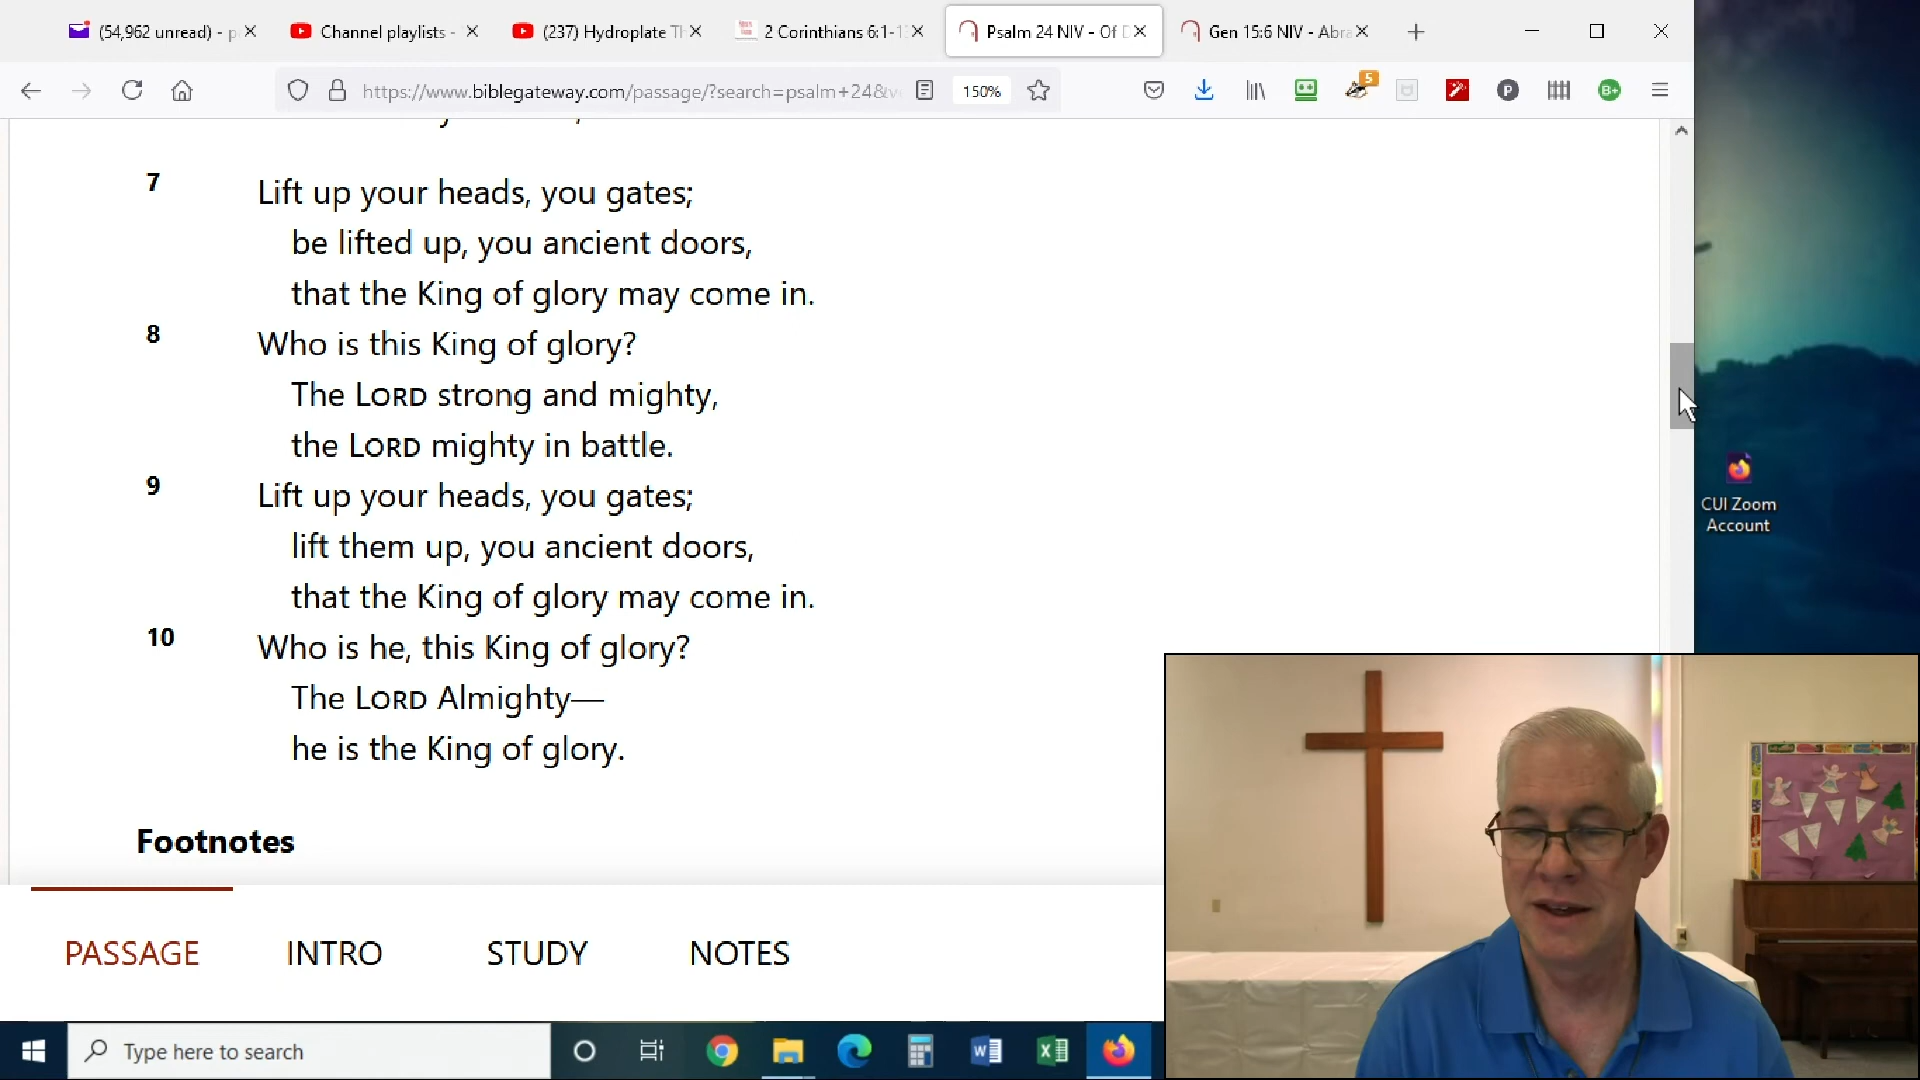 (54,962 unread) - p
Channel playlists -
(237) Hydroplate Th
2 Corinthians 6:1-1
Psalm 24 NIV - Of D
Gen 15:6 NIV - Abra
https://www.biblegateway.com/passage/?search=psalm+24&v
150%
5
P
B+
7 Lift up your heads, you gates;
be lifted up, you ancient doors,
that the King of glory may come in.
8 Who is this King of glory?
The LORD strong and mighty,
the LORD mighty in battle.
9 Lift up your heads, you gates;
lift them up, you ancient doors,
that the King of glory may come in.
10 Who is he, this King of glory?
The LORD Almighty—
he is the King of glory.
Footnotes
PASSAGE INTRO STUDY NOTES
CUI Zoom
Account
Type here to search